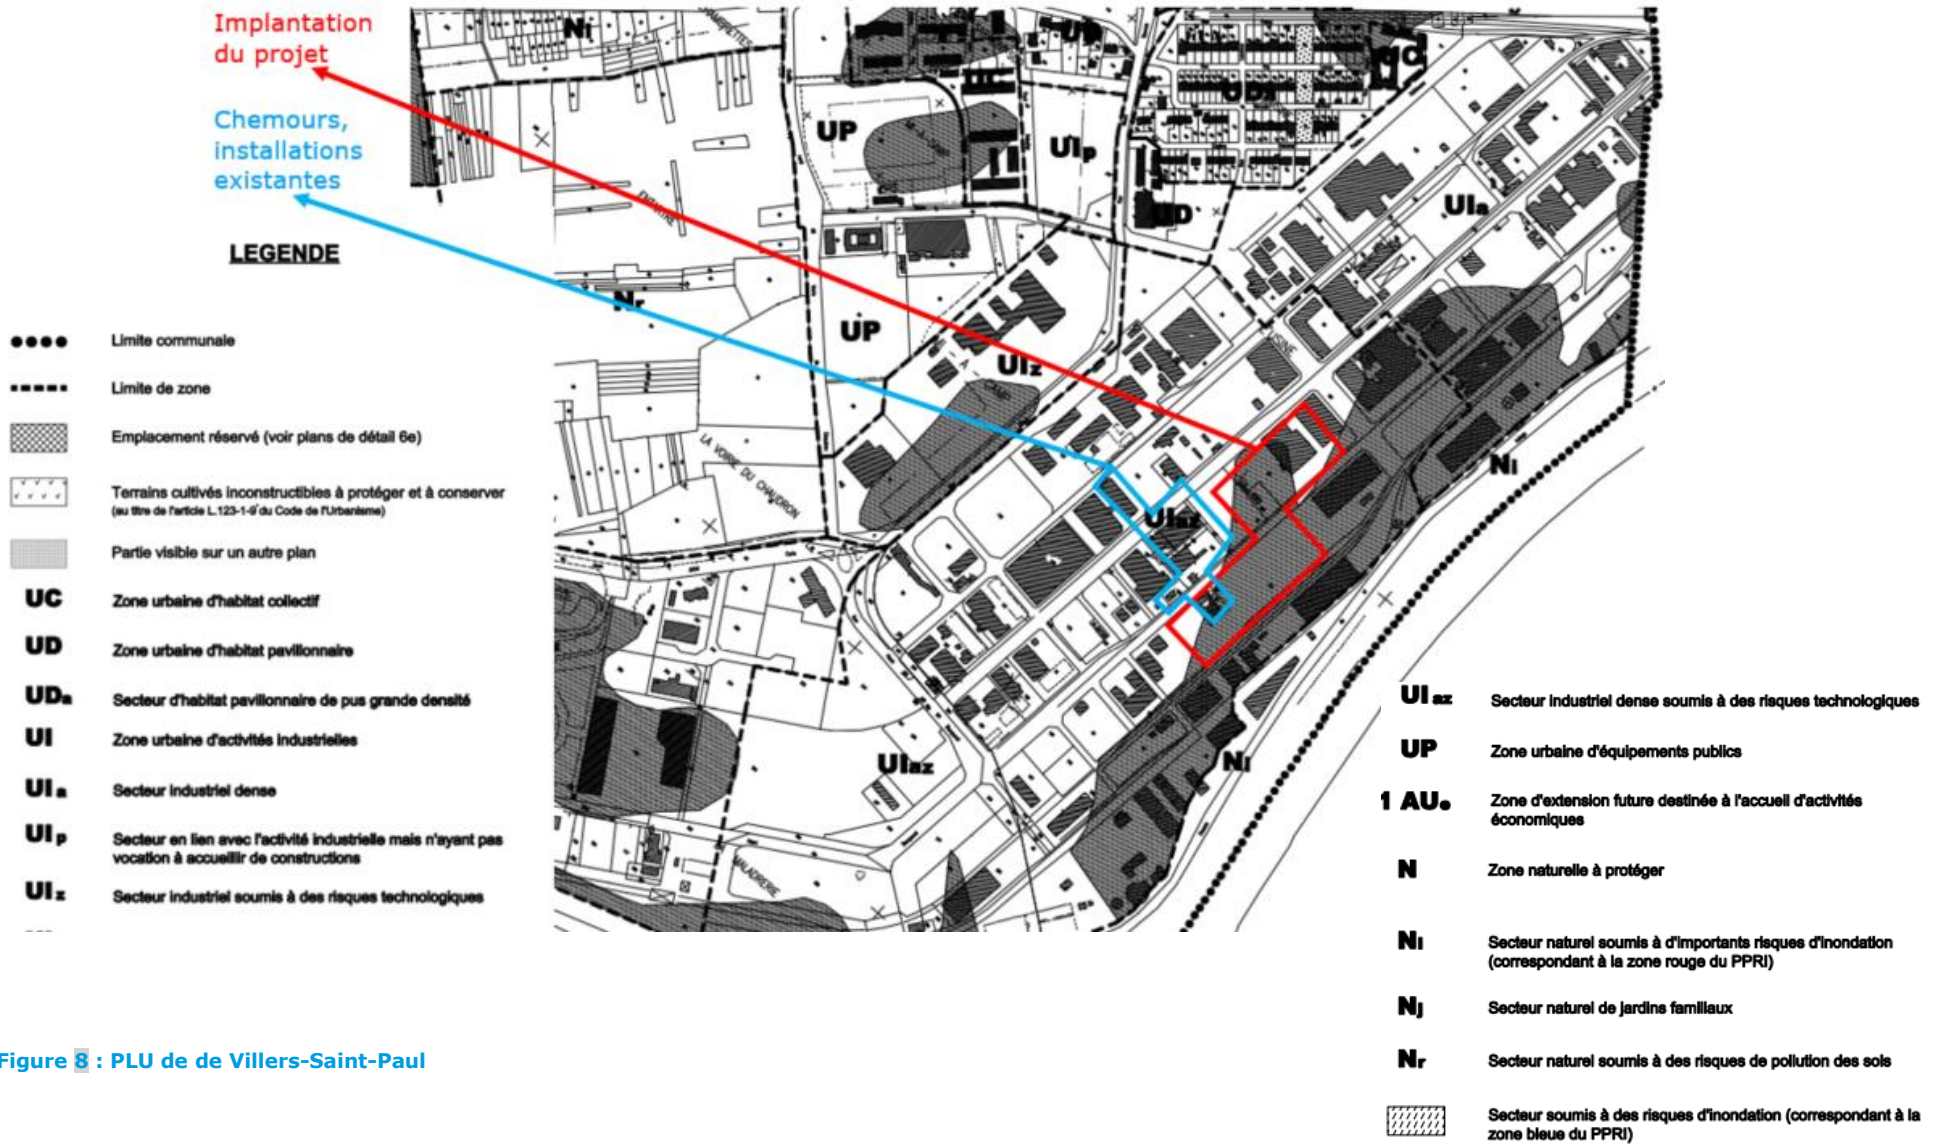 Implantation
du projet
Chemours,
installations
existantes
LEGENDE
Limite communale
Limite de zone
Emplacement réservé (voir plans de détail 6e)
Terrains cultivés inconstructibles à protéger et à conserver
(au titre de l'article L.123-1-9° du Code de l'Urbanisme)
Partie visible sur un autre plan
UC Zone urbaine d'habitat collectif
UD Zone urbaine d'habitat pavillonnaire
UDa Secteur d'habitat pavillonnaire de pus grande densité
UI Zone urbaine d'activités industrielles
UIa Secteur industriel dense
UIp Secteur en lien avec l'activité industrielle mais n'ayant pas
vocation à accueillir de constructions
UIz Secteur industriel soumis à des risques technologiques
Nj
UP
UC
UP
UIp
UDa
UC
UD
UIa
Nr
UP
UIz
USINE
LA VOIRIE DU CHAUDRON
UIaz
Ni
UIaz
Ni
MALADRERIE
UIaz Secteur industriel dense soumis à des risques technologiques
UP Zone urbaine d'équipements publics
1 AUe Zone d'extension future destinée à l'accueil d'activités
économiques
N Zone naturelle à protéger
Ni Secteur naturel soumis à d'importants risques d'inondation
(correspondant à la zone rouge du PPRI)
Nj Secteur naturel de jardins familiaux
Nr Secteur naturel soumis à des risques de pollution des sols
Secteur soumis à des risques d'inondation (correspondant à la
zone bleue du PPRI)
Figure 8 : PLU de de Villers-Saint-Paul